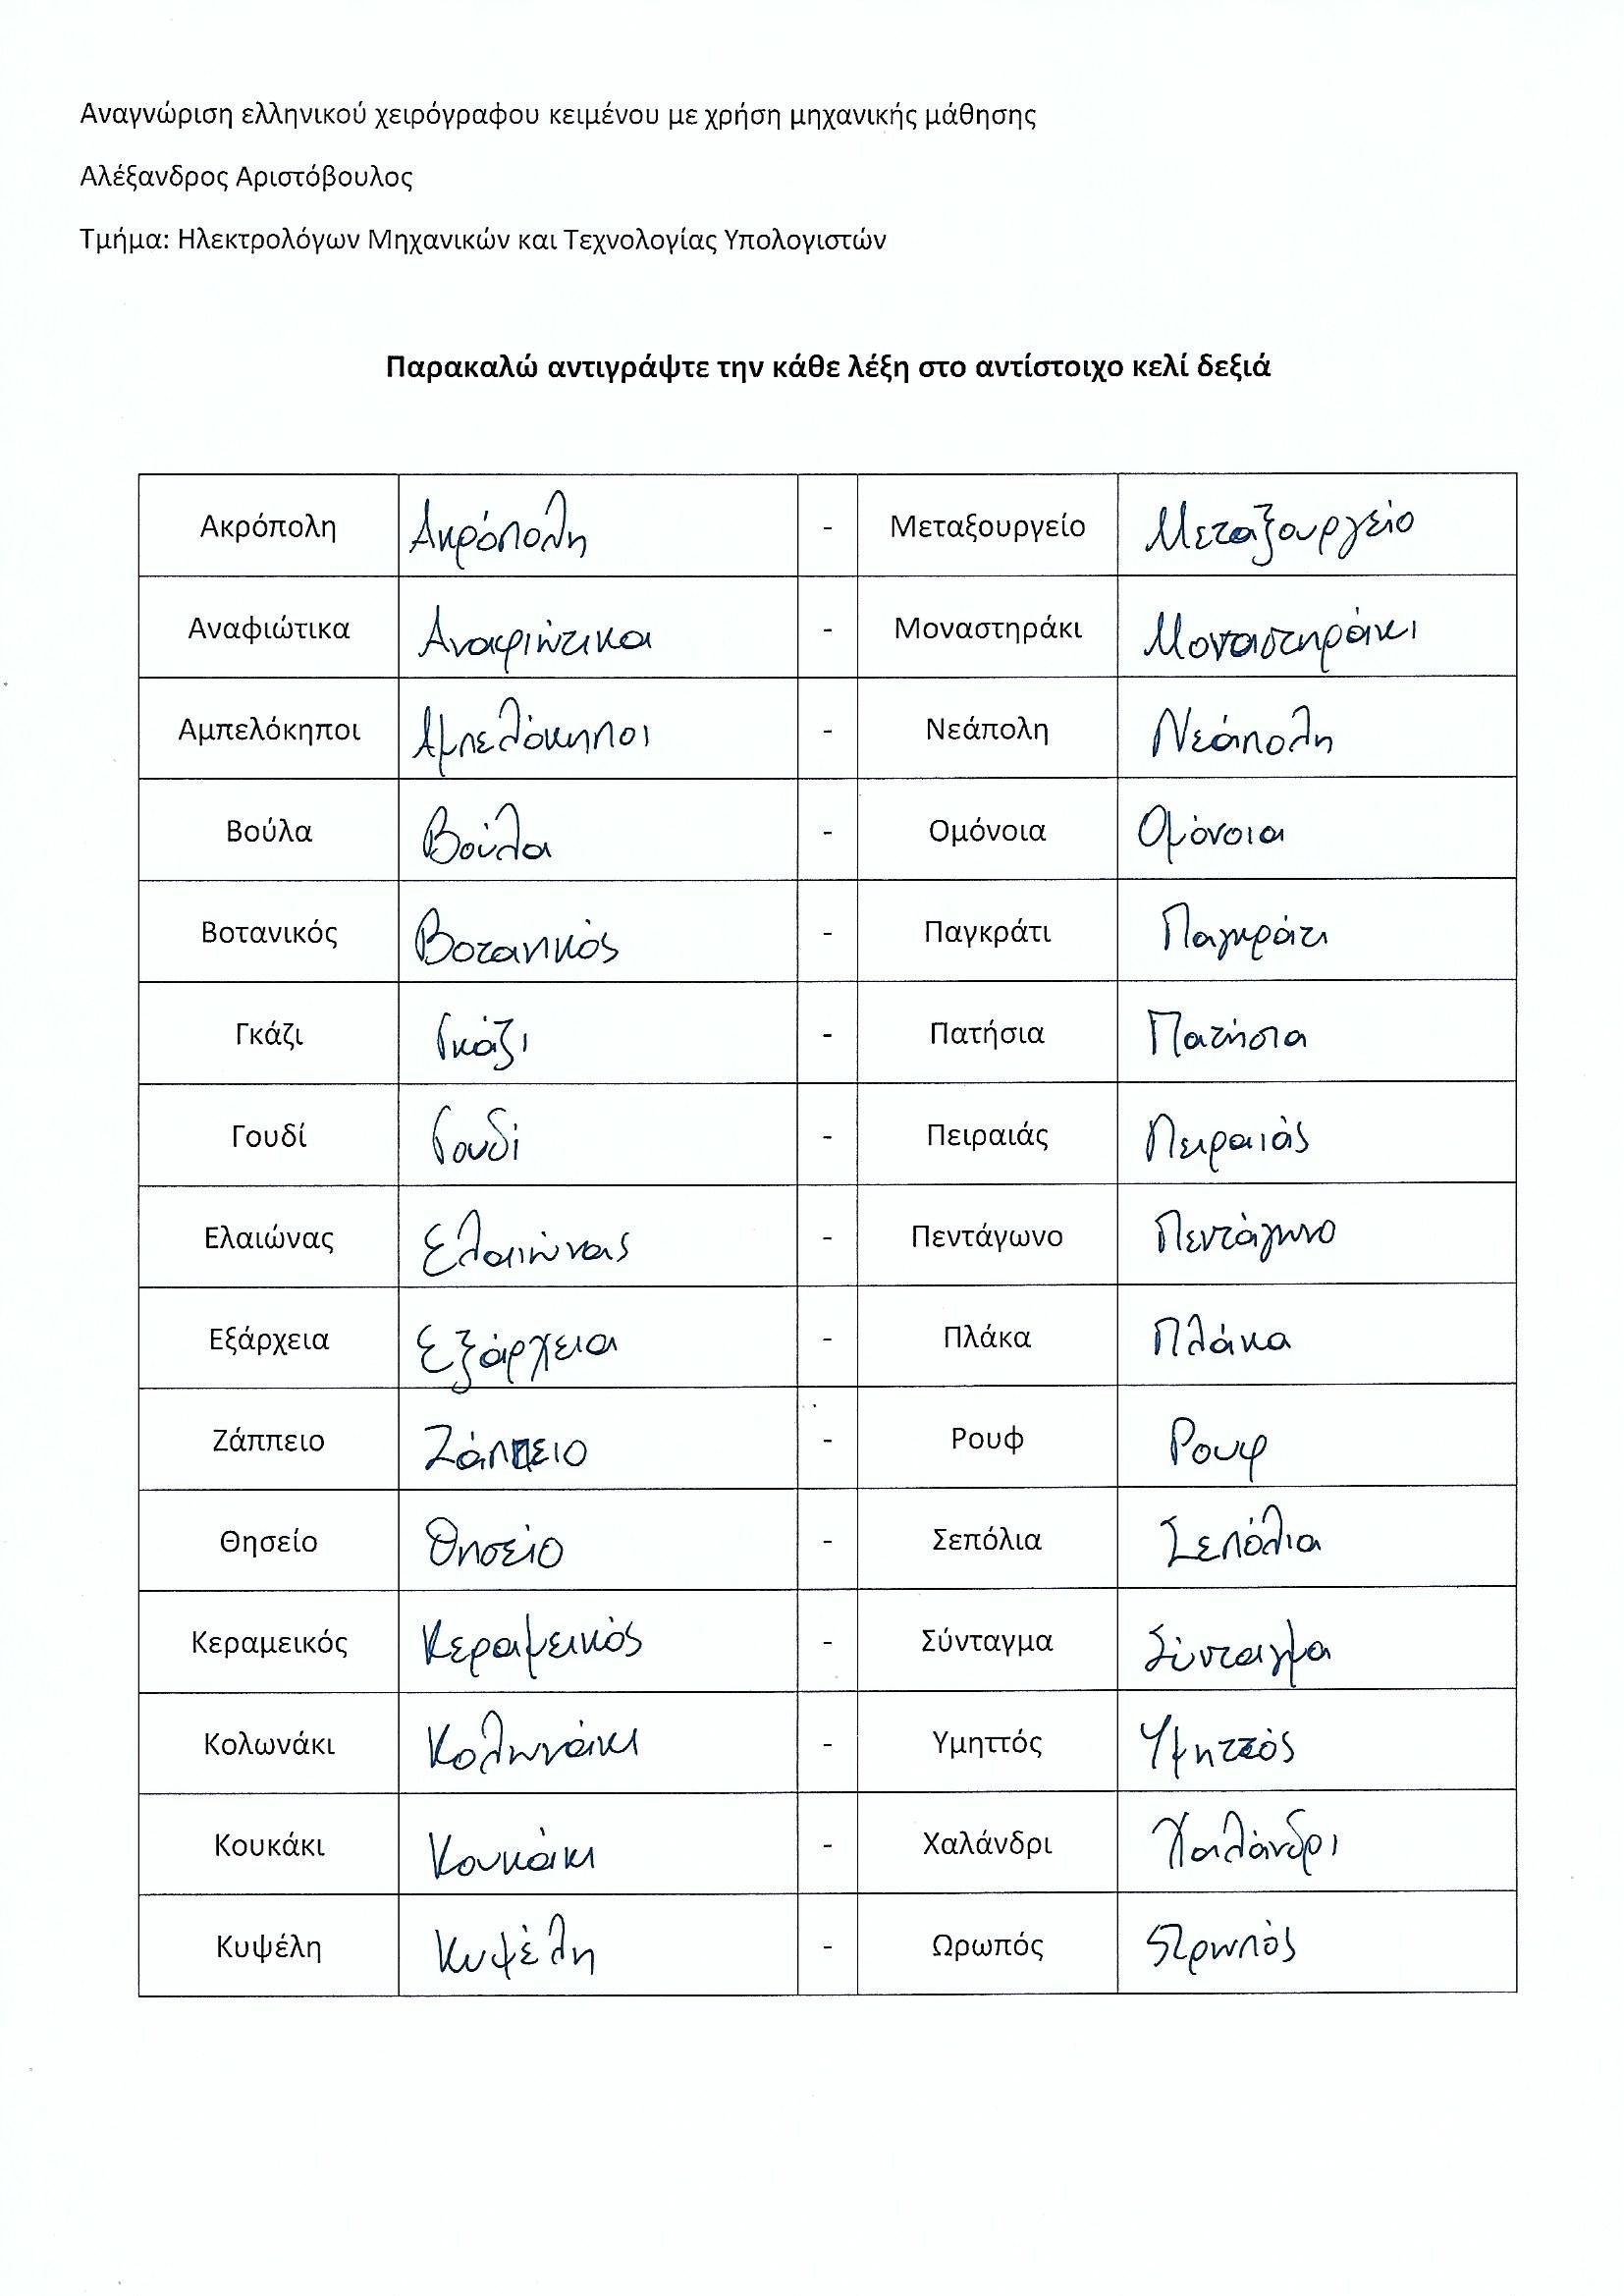 Αναγνώριση ελληνικού χειρόγραφου κειμένου με χρήση μηχανικής μάθησης
Αλέξανδρος Αριστόβουλος
Τμήμα: Ηλεκτρολόγων Μηχανικών και Τεχνολογίας Υπολογιστών
Παρακαλώ αντιγράψτε την κάθε λέξη στο αντίστοιχο κελί δεξιά
Ακρόπολη Ακρόπολη - Μεταξουργείο Μεταξουργείο
Αναφιώτικα Αναφιώτικα - Μοναστηράκι Μοναστηράκι
Αμπελόκηποι Αμπελόκηποι - Νεάπολη Νεάπολη
Βούλα Βούλα - Ομόνοια Ομόνοια
Βοτανικός Βοτανικός - Παγκράτι Παγκράτι
Γκάζι Γκάζι - Πατήσια Πατήσια
Γουδί Γουδί - Πειραιάς Πειραιάς
Ελαιώνας Ελαιώνας - Πεντάγωνο Πεντάγωνο
Εξάρχεια Εξάρχεια - Πλάκα Πλάκα
Ζάππειο Ζάππειο - Ρουφ Ρουφ
Θησείο Θησείο - Σεπόλια Σεπόλια
Κεραμεικός Κεραμεικός - Σύνταγμα Σύνταγμα
Κολωνάκι Κολωνάκι - Υμηττός Υμηττός
Κουκάκι Κουκάκι - Χαλάνδρι Χαλάνδρι
Κυψέλη Κυψέλη - Ωρωπός Ωρωπός